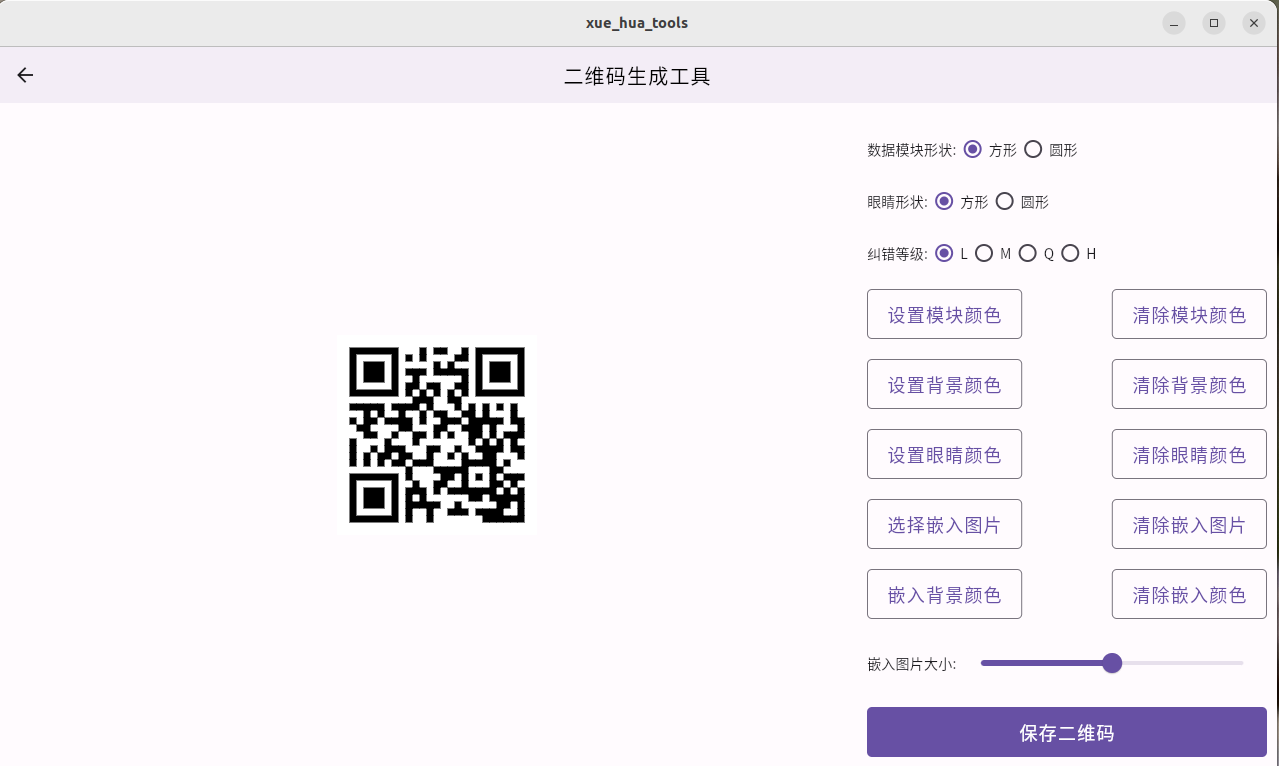 xue_hua_tools
二维码生成工具
数据模块形状: 方形 圆形
眼睛形状: 方形 圆形
纠错等级: L M Q H
设置模块颜色 清除模块颜色
设置背景颜色 清除背景颜色
设置眼睛颜色 清除眼睛颜色
选择嵌入图片 清除嵌入图片
嵌入背景颜色 清除嵌入颜色
嵌入图片大小:
保存二维码